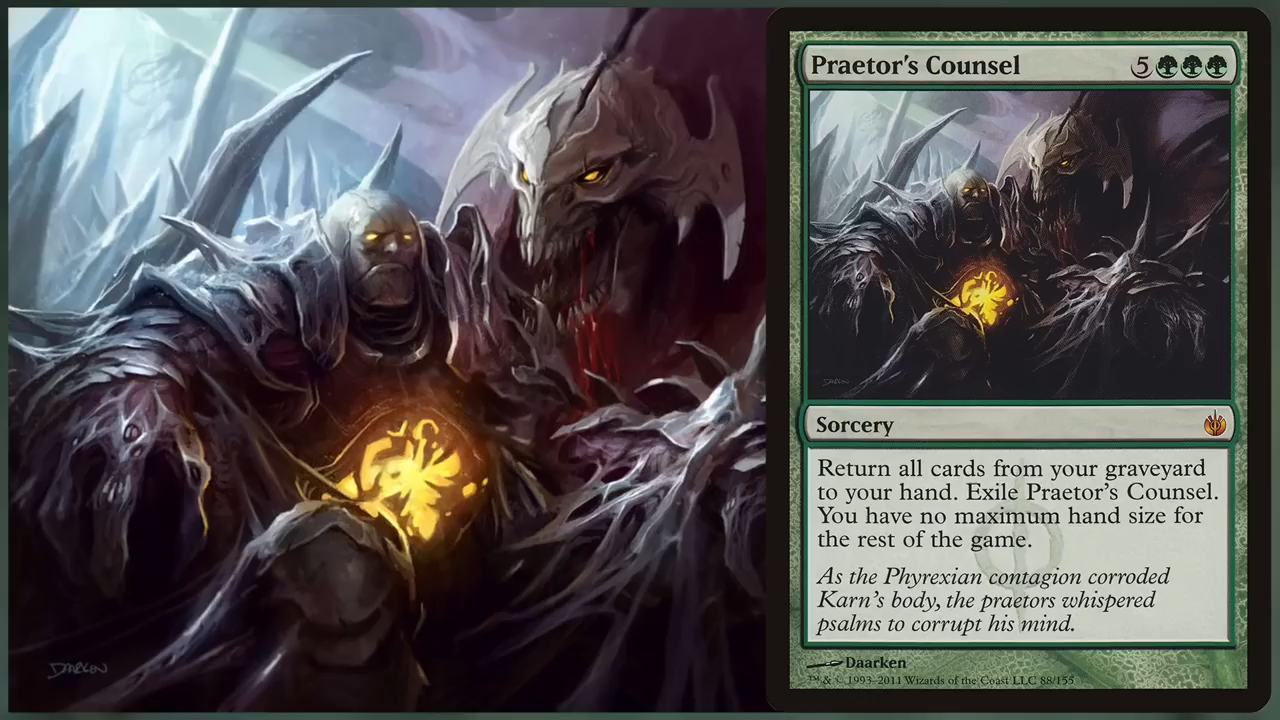 DAARKEN
Praetor's Counsel 5
DAARKEN
Sorcery
Return all cards from your graveyard
to your hand. Exile Praetor's Counsel.
You have no maximum hand size for
the rest of the game.
As the Phyrexian contagion corroded
Karn's body, the praetors whispered
psalms to corrupt his mind.
Daarken
™ & © 1993–2011 Wizards of the Coast LLC 88/155